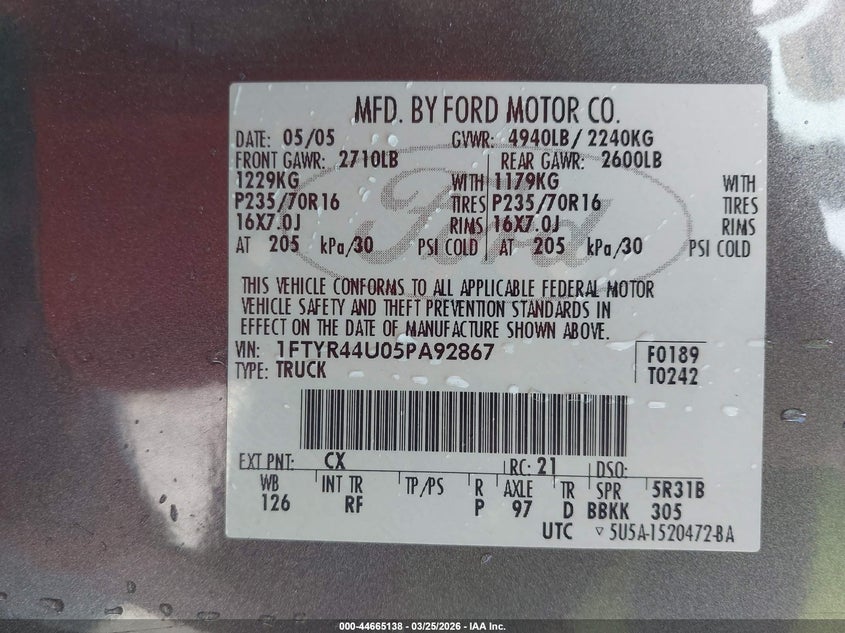 MFD. BY FORD MOTOR CO.
DATE: 05/05 GVWR: 4940LB/ 2240KG
FRONT GAWR: 2710LB REAR GAWR: 2600LB
1229KG WITH 1179KG WITH
P235/70R16 TIRES P235/70R16 TIRES
16X7.0J RIMS 16X7.0J RIMS
AT 205 kPa/30 PSI COLD AT 205 kPa/30 PSI COLD
Ford
THIS VEHICLE CONFORMS TO ALL APPLICABLE FEDERAL MOTOR
VEHICLE SAFETY AND THEFT PREVENTION STANDARDS IN
EFFECT ON THE DATE OF MANUFACTURE SHOWN ABOVE.
VIN: 1FTYR44U05PA92867 F0189
TYPE: TRUCK T0242
EXT PNT: CX RC: 21 DSO:
WB INT TR TP/PS R AXLE TR SPR 5R31B
126 RF P 97 D BBKK 305
UTC ▿ 5U5A-1520472-BA
000-44665138 - 03/25/2026 - IAA Inc.